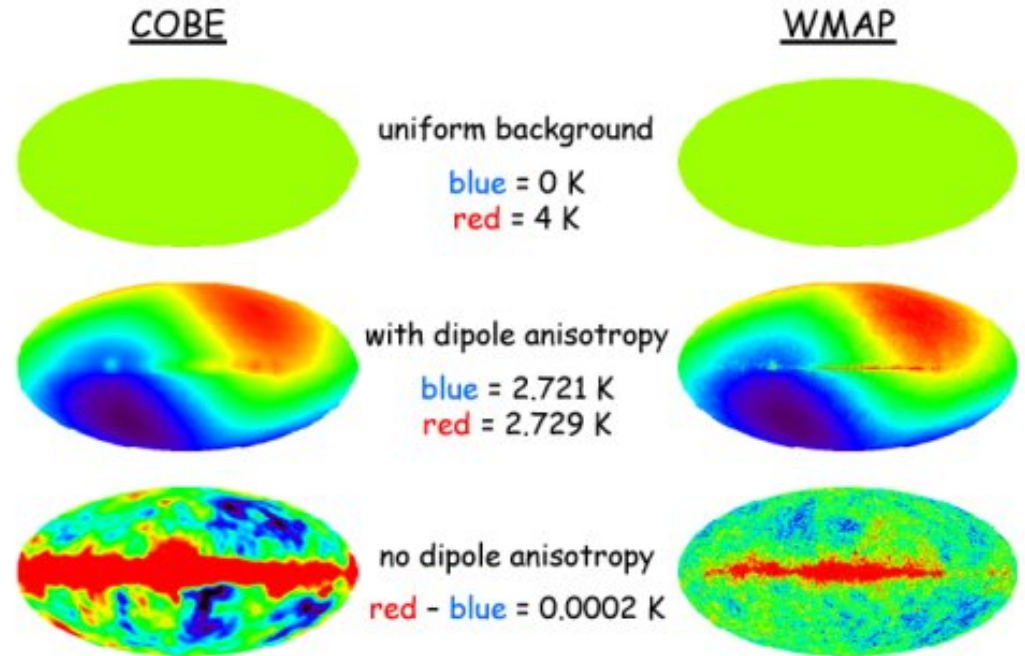 COBE
WMAP
uniform background
blue = 0 K
red = 4 K
with dipole anisotropy
blue = 2.721 K
red = 2.729 K
no dipole anisotropy
red - blue = 0.0002 K